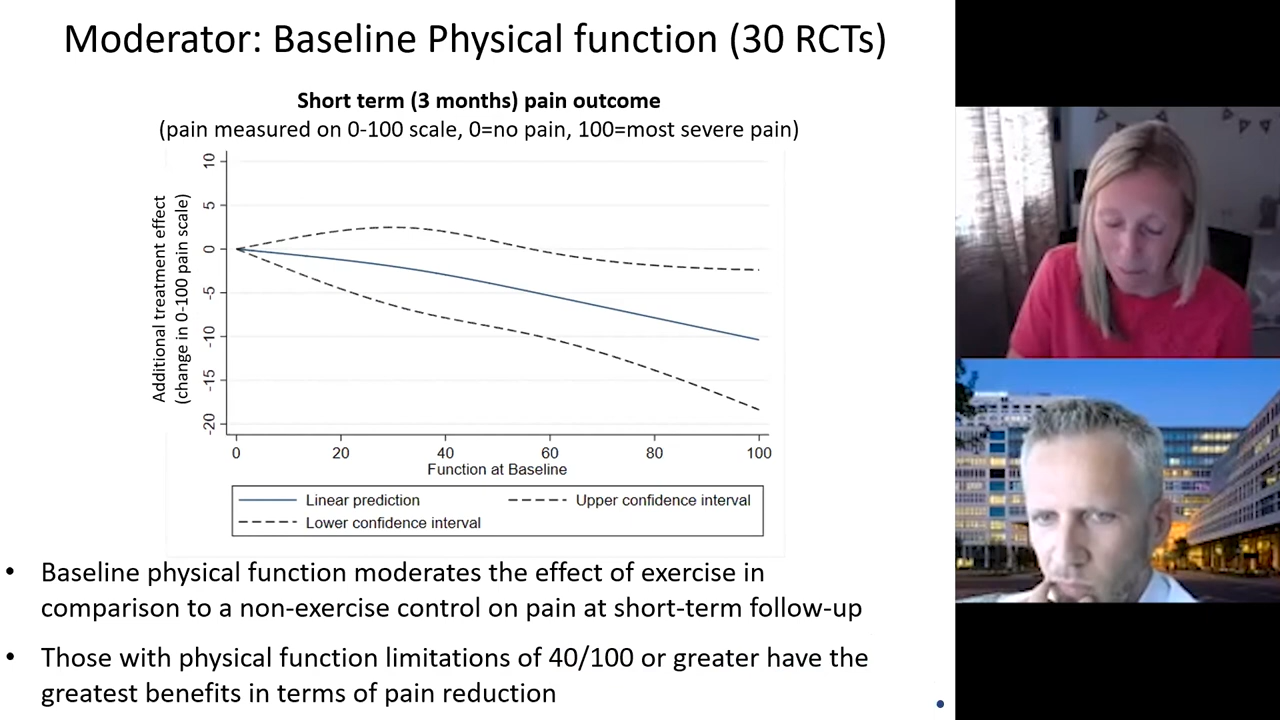 Moderator: Baseline Physical function (30 RCTs)
Short term (3 months) pain outcome
(pain measured on 0-100 scale, 0=no pain, 100=most severe pain)
Additional treatment effect
(change in 0-100 pain scale)
10
5
0
-5
-10
-15
-20
0 20 40 60 80 100
Function at Baseline
Linear prediction Upper confidence interval
Lower confidence interval
• Baseline physical function moderates the effect of exercise in
comparison to a non-exercise control on pain at short-term follow-up
• Those with physical function limitations of 40/100 or greater have the
greatest benefits in terms of pain reduction